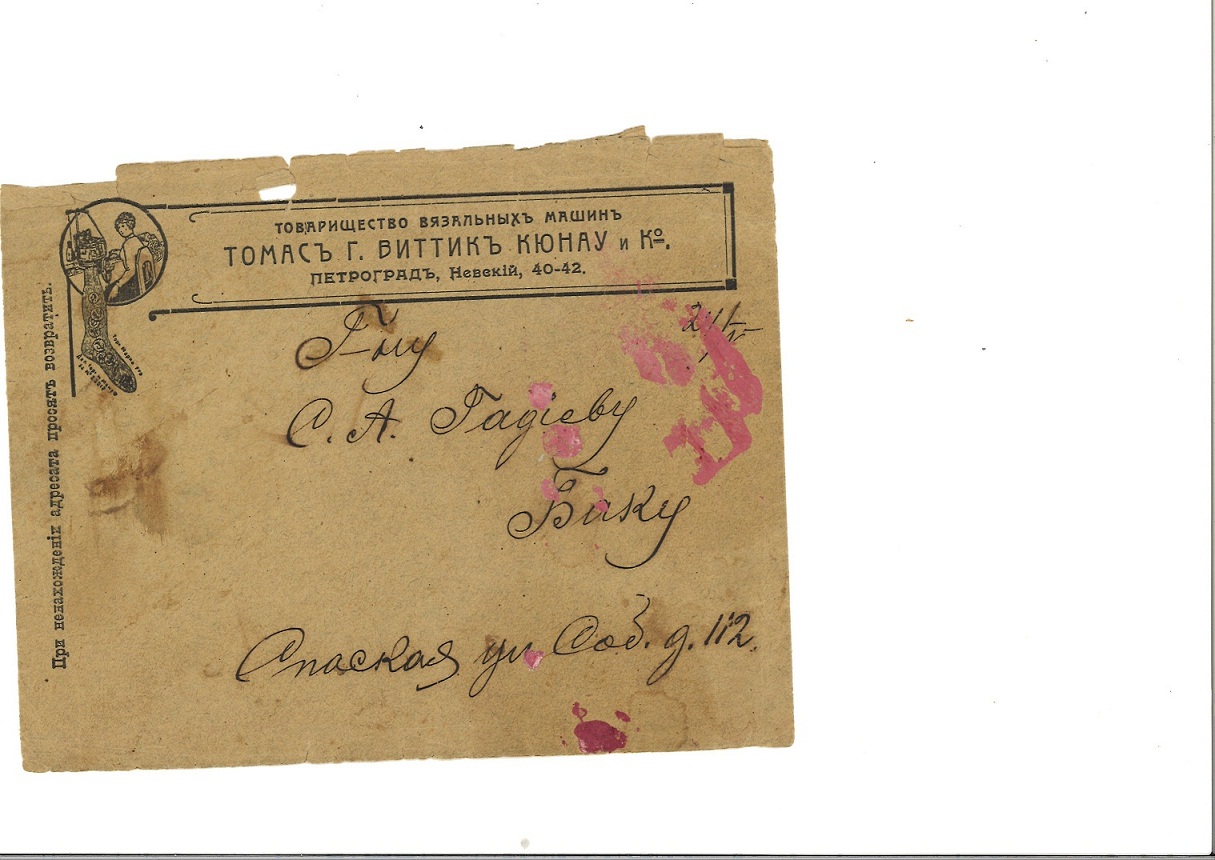 ТОВАРИЩЕСТВО ВЯЗАЛЬНЫХЪ МАШИНЪ
ТОМАСЪ Г. ВИТТИКЪ КЮНАУ и Ко.
ПЕТРОГРАДЪ, Невскій, 40-42.
При ненахожденіи адресата просятъ возвратить.
Г-ну
С. А. Гадіеву
Баку
Спаская ул Соб. д. 112.